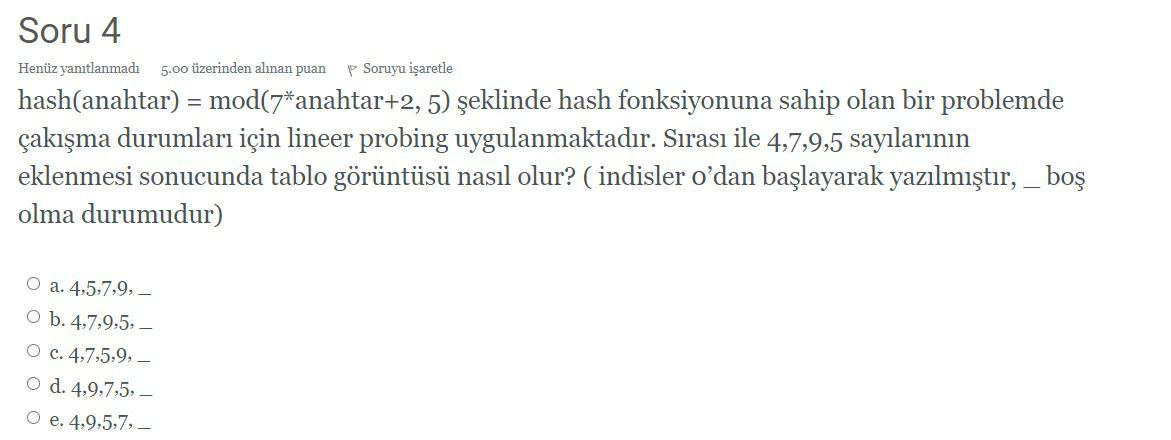 Soru 4
Henüz yanıtlanmadı 5.00 üzerinden alınan puan Soruyu işaretle
hash(anahtar) = mod(7*anahtar+2, 5) şeklinde hash fonksiyonuna sahip olan bir problemde
çakışma durumları için lineer probing uygulanmaktadır. Sırası ile 4,7,9,5 sayılarının
eklenmesi sonucunda tablo görüntüsü nasıl olur? ( indisler 0'dan başlayarak yazılmıştır, _ boş
olma durumudur)
a. 4,5,7,9, _
b. 4,7,9,5, _
c. 4,7,5,9, _
d. 4,9,7,5, _
e. 4,9,5,7, _